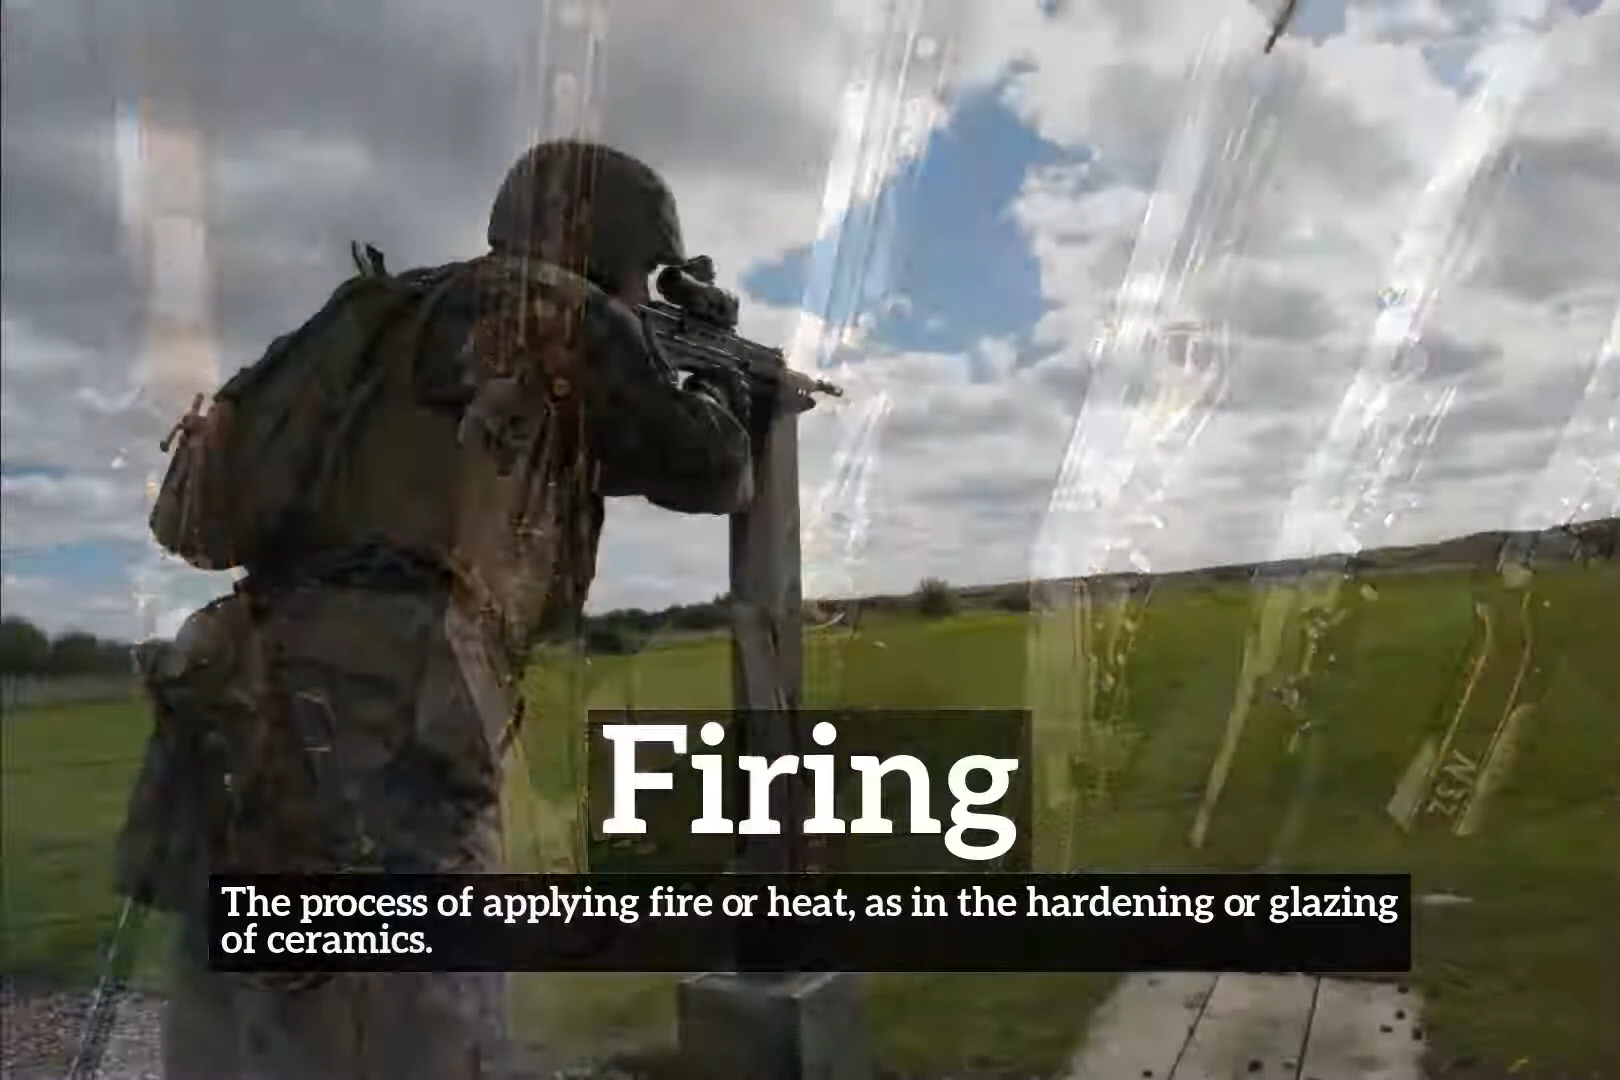 Firing
The process of applying fire or heat, as in the hardening or glazing
of ceramics.